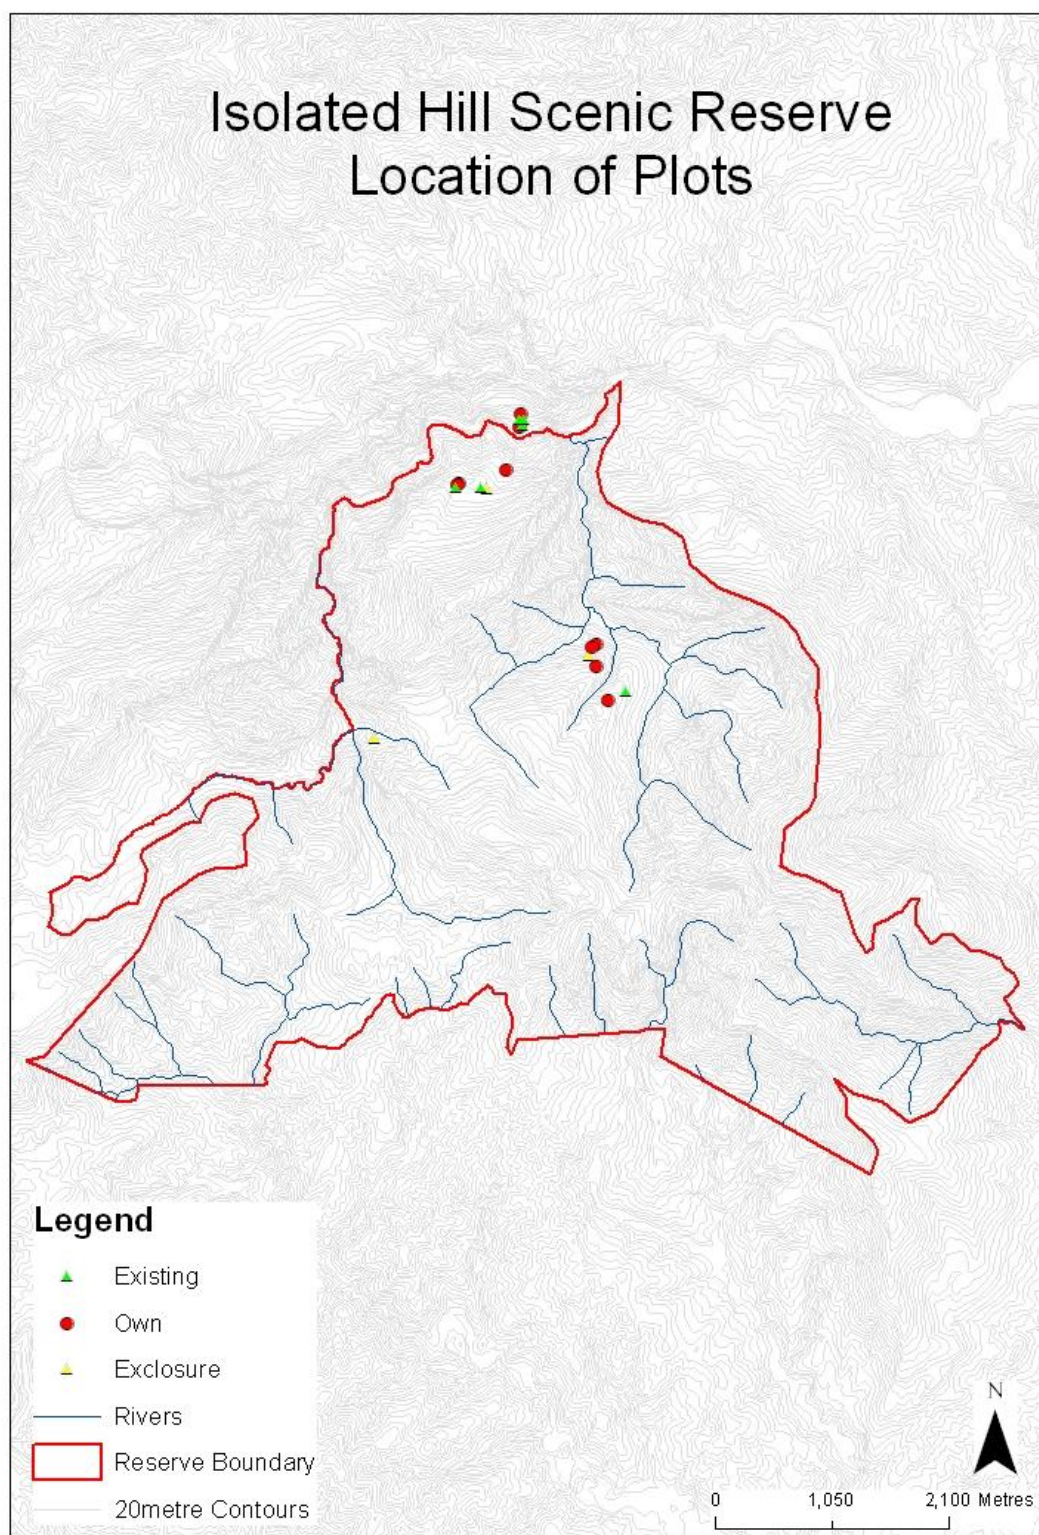 Isolated Hill Scenic Reserve
Location of Plots
Legend
Existing
Own
Exclosure
Rivers
Reserve Boundary
20metre Contours
N
0 1,050 2,100 Metres